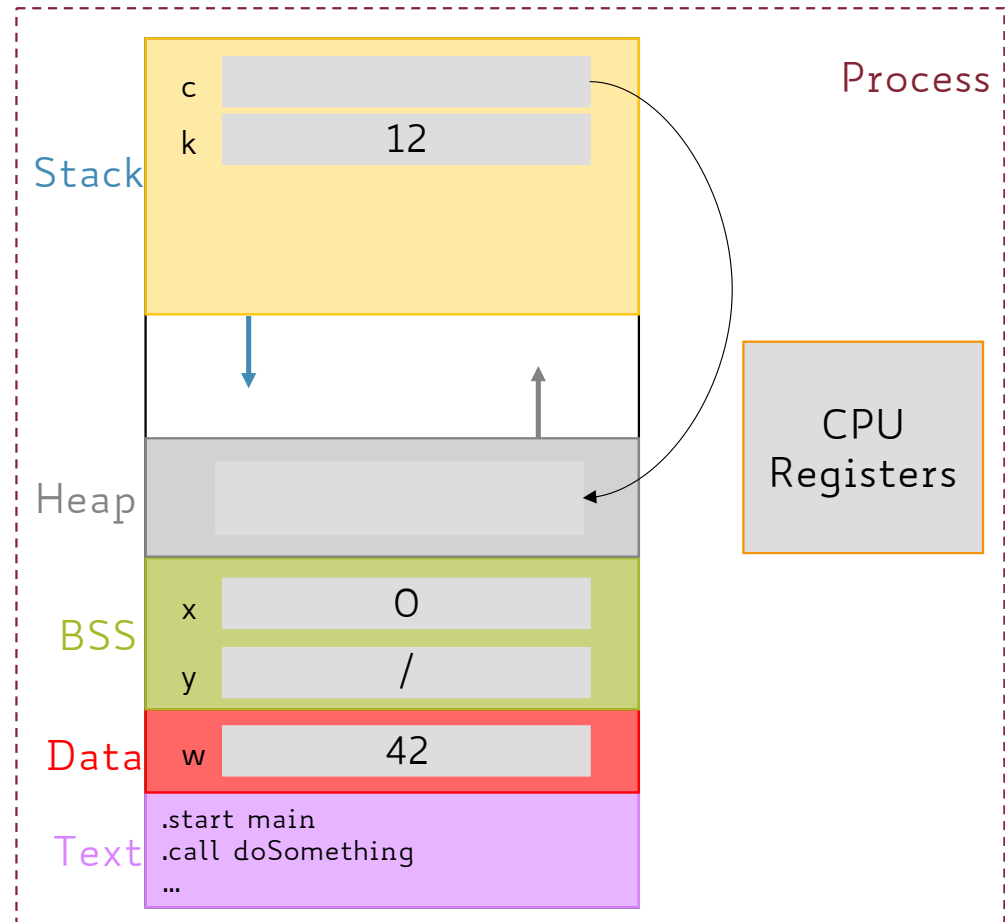 Process
Stack
c
k 12
CPU
Registers
Heap
BSS
x 0
y /
Data
w 42
Text
.start main
.call doSomething
...